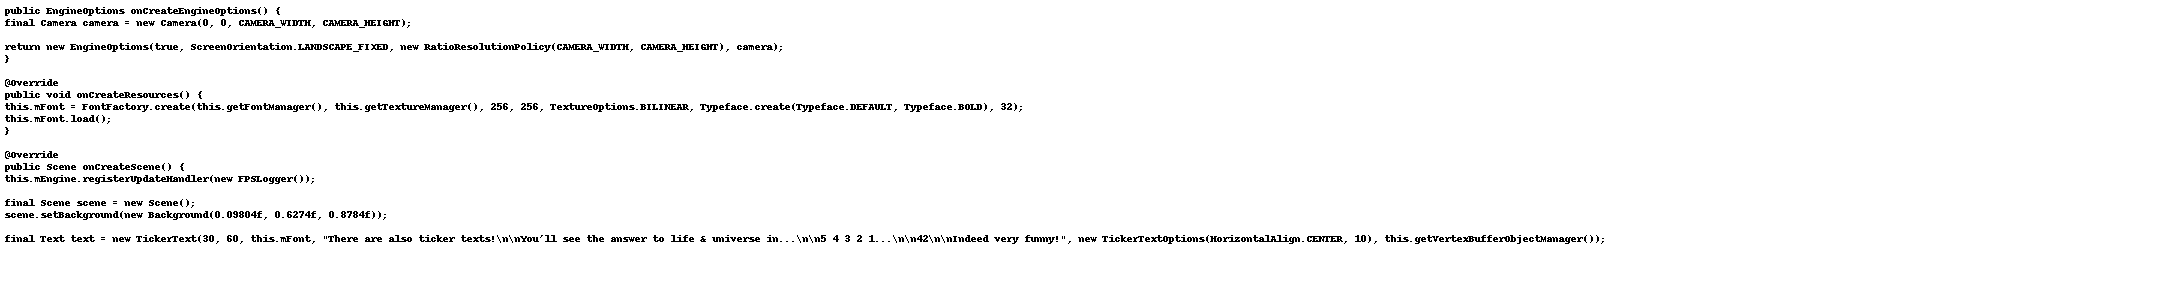 public EngineOptions onCreateEngineOptions() {
final Camera camera = new Camera(0, 0, CAMERA_WIDTH, CAMERA_HEIGHT);
return new EngineOptions(true, ScreenOrientation.LANDSCAPE_FIXED, new RatioResolutionPolicy(CAMERA_WIDTH, CAMERA_HEIGHT), camera);
}
@Override
public void onCreateResources() {
this.mFont = FontFactory.create(this.getFontManager(), this.getTextureManager(), 256, 256, TextureOptions.BILINEAR, Typeface.create(Typeface.DEFAULT, Typeface.BOLD), 32);
this.mFont.load();
}
@Override
public Scene onCreateScene() {
this.mEngine.registerUpdateHandler(new FPSLogger());
final Scene scene = new Scene();
scene.setBackground(new Background(0.09804f, 0.6274f, 0.8784f));
final Text text = new TickerText(30, 60, this.mFont, "There are also ticker texts!\n\nYou'll see the answer to life & universe in...\n\n5 4 3 2 1...\n\n42\n\nIndeed very funny!", new TickerTextOptions(HorizontalAlign.CENTER, 10), this.getVertexBufferObjectManager());